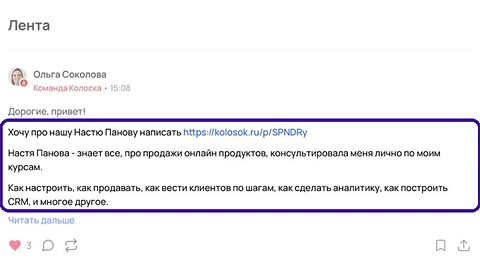 Лента
Ольга Соколова
Команда Колоска • 15:08
Дорогие, привет!
Хочу про нашу Настю Панову написать https://kolosok.ru/p/SPNDRy
Настя Панова - знает все, про продажи онлайн продуктов, консультировала меня лично по моим
курсам.
Как настроить, как продавать, как вести клиентов по шагам, как сделать аналитику, как построить
CRM, и многое другое.
Читать дальше
3